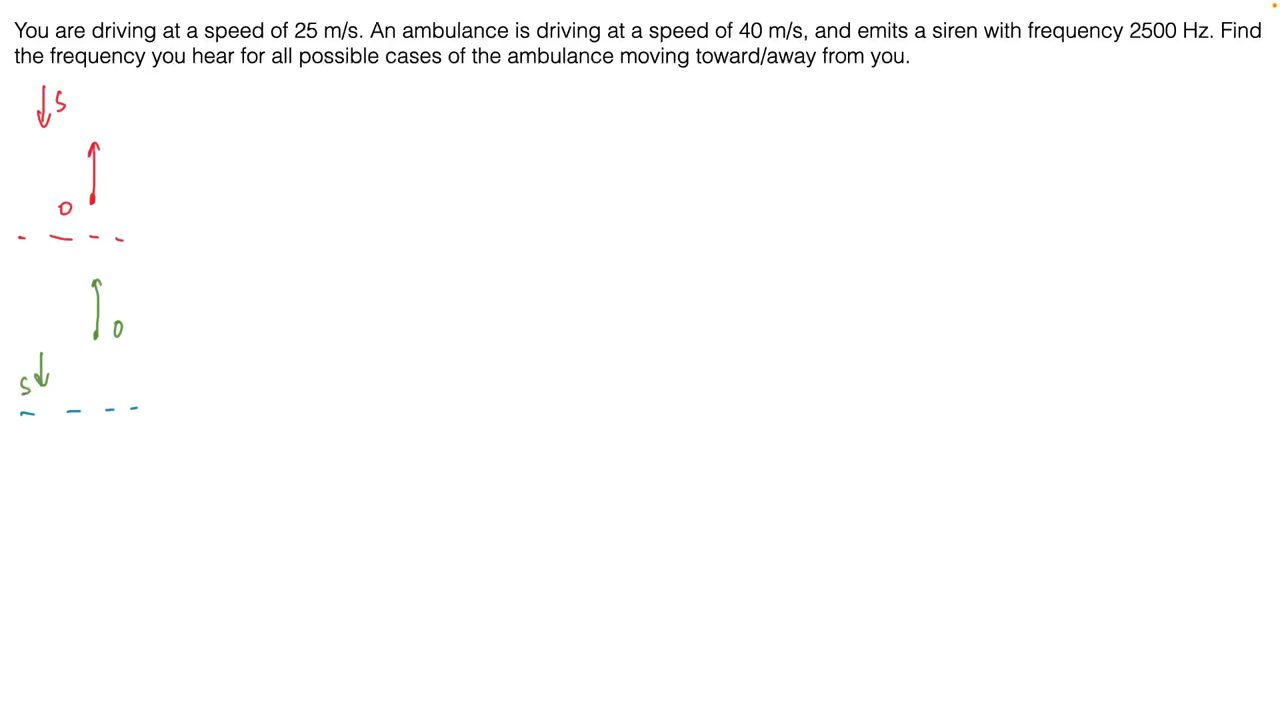 You are driving at a speed of 25 m/s. An ambulance is driving at a speed of 40 m/s, and emits a siren with frequency 2500 Hz. Find
the frequency you hear for all possible cases of the ambulance moving toward/away from you.
S
O
O
S